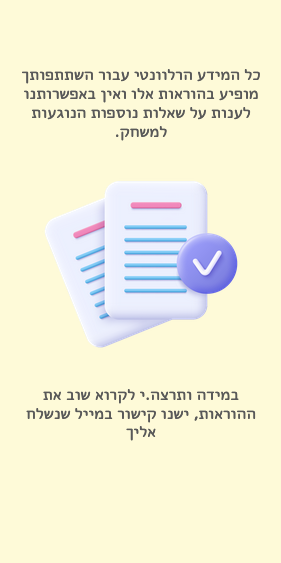 כל המידע הרלוונטי עבור השתתפותך
מופיע בהוראות אלו ואין באפשרותנו
לענות על שאלות נוספות הנוגעות
למשחק.
במידה ותרצה.י לקרוא שוב את
ההוראות, ישנו קישור במייל שנשלח
אליך